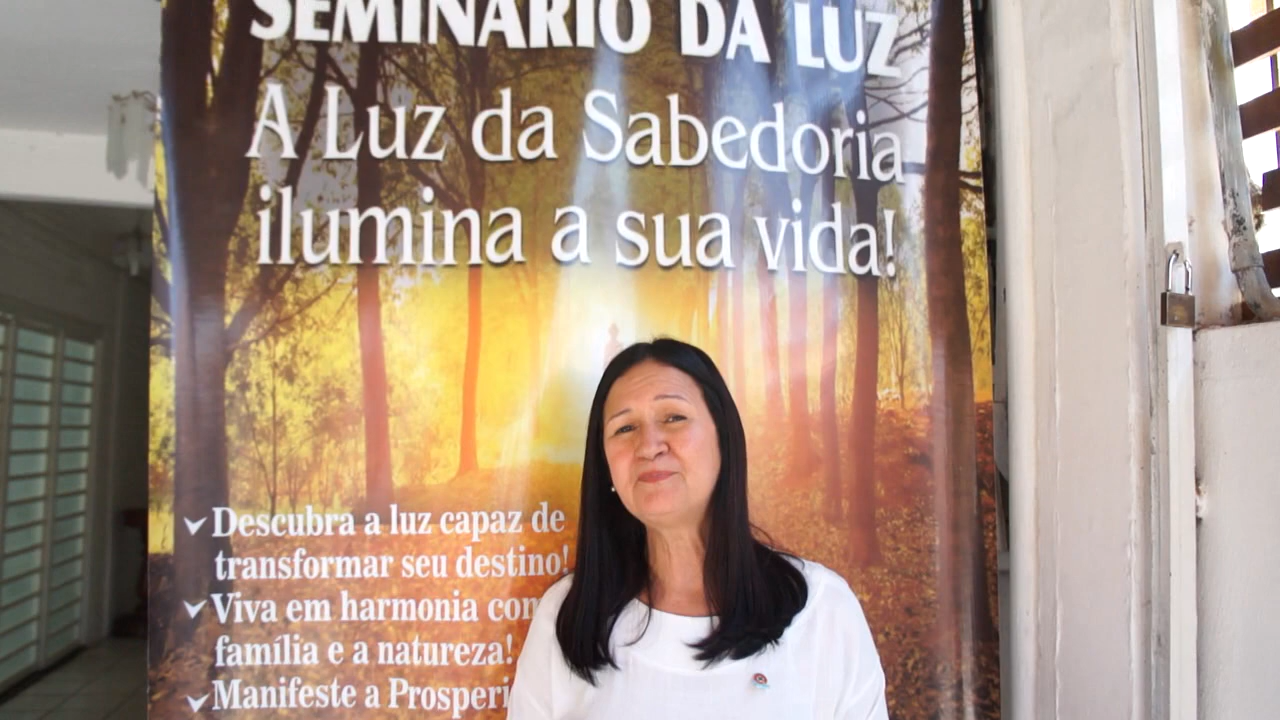 SEMINÁRIO DA LUZ
A Luz da Sabedoria
ilumina a sua vida!
Descubra a luz capaz de
transformar seu destino!
Viva em harmonia com
família e a natureza!
Manifeste a Prosperi